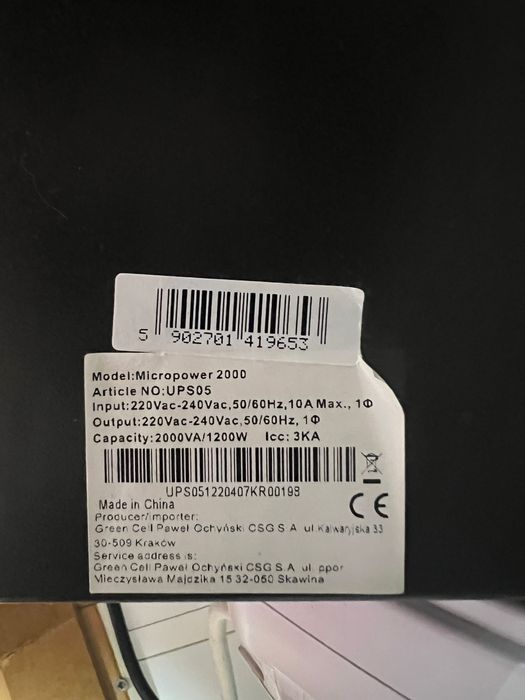 5 902701 419653
Model:Micropower 2000
Article NO:UPS05
Input:220Vac-240Vac,50/60Hz,10A Max., 1Φ
Output:220Vac-240Vac,50/60Hz, 1Φ
Capacity:2000VA/1200W Icc: 3KA
UPS051220407KR00198
Made in China
CE
Producer/importer:
Green Cell Paweł Ochyński CSG S.A. ul.Kalwaryjska 33
30-509 Kraków
Service address is:
Green Cell Paweł Ochyński CSG S.A. ul. ppor
Mieczysława Majdzika 15 32-050 Skawina